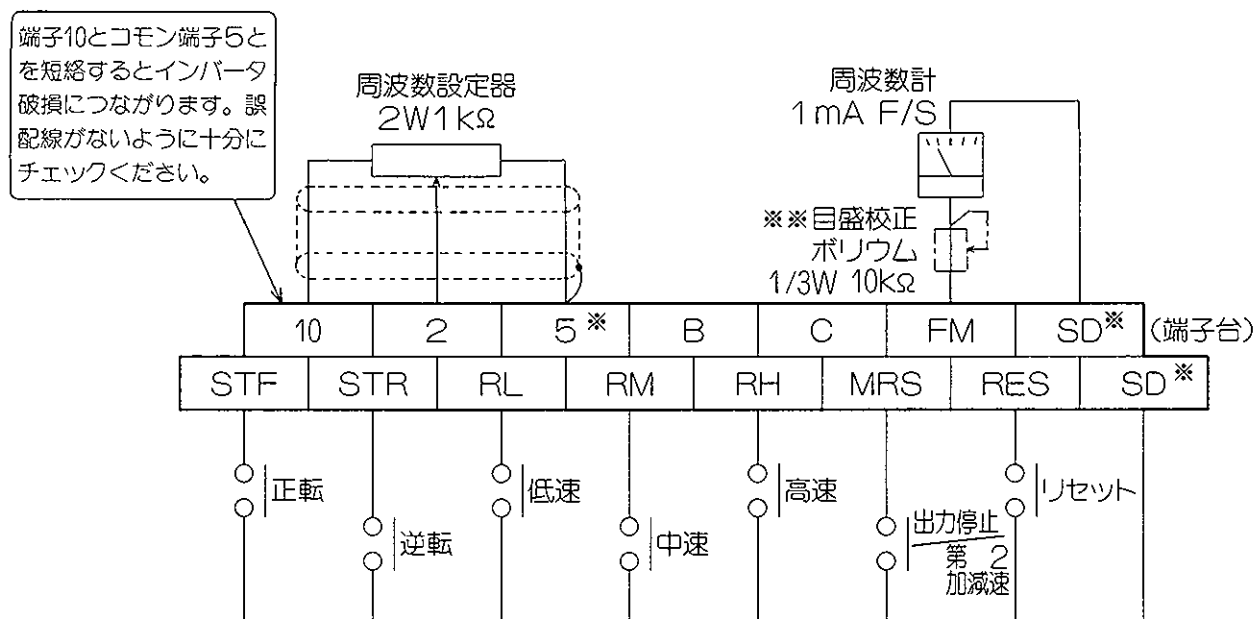 端子10とコモン端子5と
を短絡するとインバータ
破損につながります。誤
配線がないように十分に
チェックください。
周波数設定器
2W1kΩ
周波数計
1mA F/S
※※目盛校正
ボリウム
1/3W 10kΩ
10 2 5※ B C FM SD※ (端子台)
STF STR RL RM RH MRS RES SD※
正転
低速
高速
リセット
逆転
中速
出力停止
第2
加減速